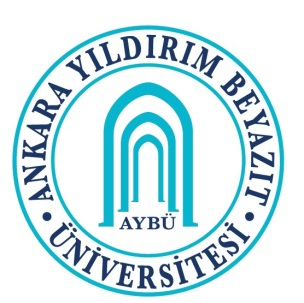 ANKARA YILDIRIM BEYAZIT
• ÜNİVERSİTESİ •
AYBÜ